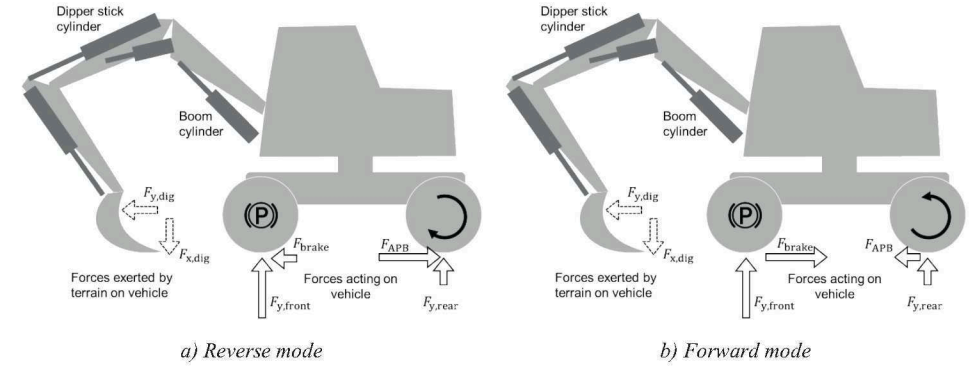 Dipper stick
cylinder
Boom
cylinder
F_y,dig
F_x,dig
(P)
F_brake
F_APB
Forces exerted by
terrain on vehicle
Forces acting on
vehicle
F_y,front
F_y,rear
a) Reverse mode
Dipper stick
cylinder
Boom
cylinder
F_y,dig
F_x,dig
(P)
F_brake
F_APB
Forces exerted by
terrain on vehicle
Forces acting on
vehicle
F_y,front
F_y,rear
b) Forward mode